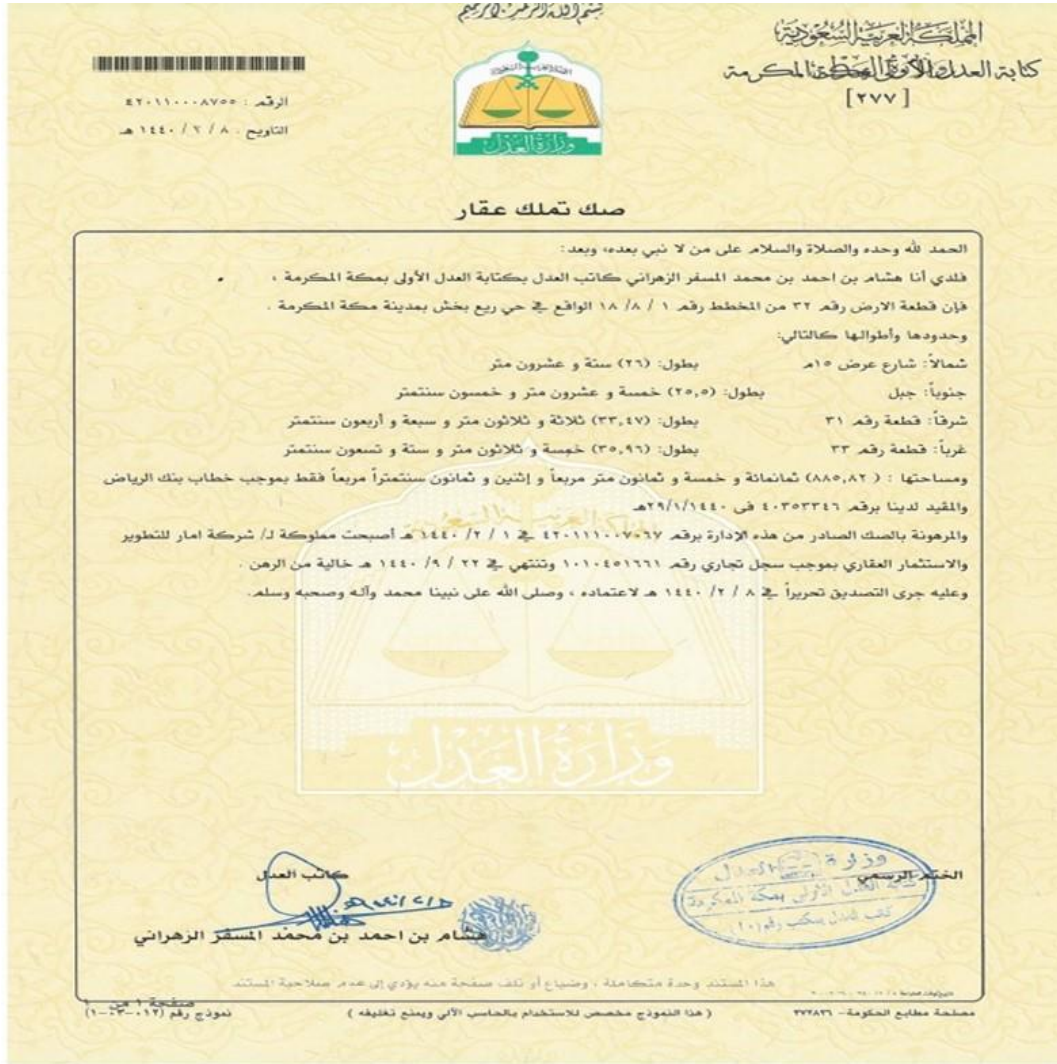 بسم الله الرحمن الرحيم
المملكة العربية السعودية
المكرمة
[٢٧٧]
وزارة العدل
الرقم : ٤٢٠١١٠٠٠٨٧٥٥
التاريخ : ٨ / ٢ / ١٤٤٠ هـ
صك تملك عقار
الحمد لله وحده والصلاة والسلام على من لا نبي بعده، وبعد:
فلدي أنا هشام بن احمد بن محمد المسفر الزهراني كاتب العدل بكتابة العدل الأولى بمكة المكرمة ،
فإن قطعة الارض رقم ٣٢ من المخطط رقم ١ / ٨/ ١٨ الواقع في حي ريع بخش بمدينة مكة المكرمة .
وحدودها وأطوالها كالتالي:
شمالاً: شارع عرض ١٥م بطول: (٢٦) ستة و عشرون متر
جنوباً: جبل بطول: (٢٥,٥) خمسة و عشرون متر و خمسون سنتمتر
شرقاً: قطعة رقم ٣١ بطول: (٣٣,٤٧) ثلاثة و ثلاثون متر و سبعة و أربعون سنتمتر
غرباً: قطعة رقم ٣٣ بطول: (٣٥,٩٦) خمسة و ثلاثون متر و ستة و تسعون سنتمتر
ومساحتها : ( ٨٨٥,٨٢) ثمانمائة و خمسة و ثمانون متر مربعاً و إثنين و ثمانون سنتمتراً مربعاً فقط بموجب خطاب بنك الرياض
والمقيد لدينا برقم ٤٠٣٥٣٣٤٦ فى ٢٩/١/١٤٤٠هـ
والمرهونة بالصك الصادر من هذه الإدارة برقم ٤٢٠١١١٠٠٧٠٦٧ في ١ / ٢/ ١٤٤٠ هـ أصبحت مملوكة لـ/ شركة امار للتطوير
والاستثمار العقاري بموجب سجل تجاري رقم ١٠١٠٤٥١٦٦١ وتنتهي في ٢٢ / ٩/ ١٤٤٠ هـ خالية من الرهن .
وعليه جرى التصديق تحريراً في ٨ / ٢/ ١٤٤٠ هـ لاعتماده ، وصلى الله على نبينا محمد وآله وصحبه وسلم.
وزارة العدل
الختم الرسمي
وزارة العدل
كتابة العدل الأولى بمكة المكرمة
كاتب العدل بمكتب رقم (١٠)
كاتب العدل
هشام بن احمد بن محمد المسفر الزهراني
هذا المستند وحدة متكاملة ، وضياع أو تلف صفحة منه يؤدي إلى عدم صلاحية المستند
صفحة ١ من ١
مصلحة مطابع الحكومة- ٣٧٢٨٣٦
( هذا النموذج مخصص للاستخدام بالحاسب الآلي ويمنع تغليفه )
نموذج رقم (١٢-٠٣-٠١)